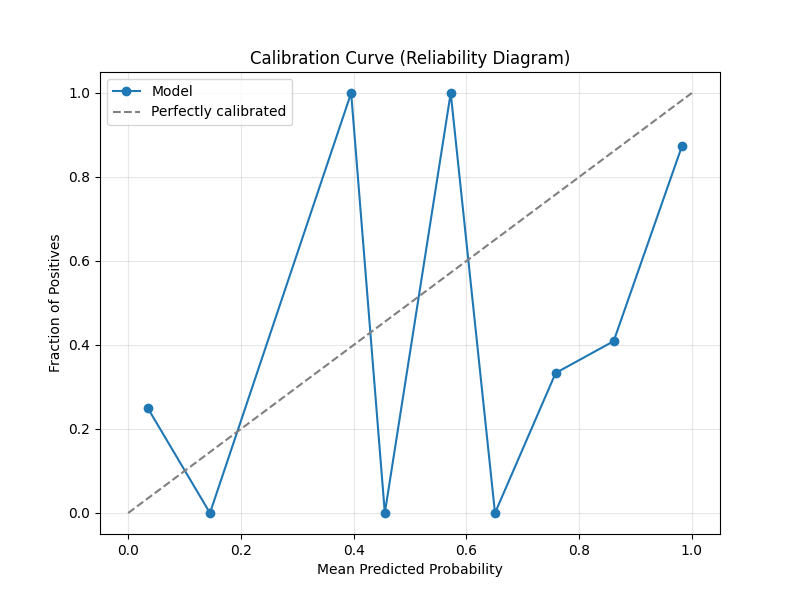 Calibration Curve (Reliability Diagram)
Model
Perfectly calibrated
Fraction of Positives
1.0
0.8
0.6
0.4
0.2
0.0
0.0 0.2 0.4 0.6 0.8 1.0
Mean Predicted Probability